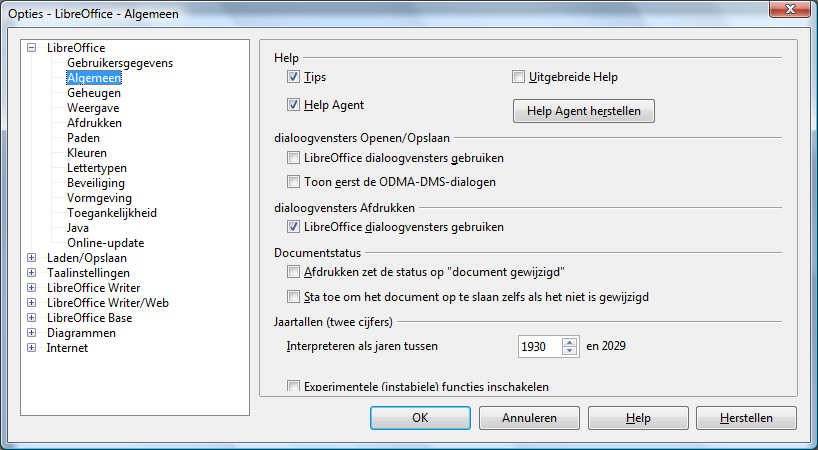 Opties - LibreOffice - Algemeen
LibreOffice
Gebruikersgegevens
Algemeen
Geheugen
Weergave
Afdrukken
Paden
Kleuren
Lettertypen
Beveiliging
Vormgeving
Toegankelijkheid
Java
Online-update
Laden/Opslaan
Taalinstellingen
LibreOffice Writer
LibreOffice Writer/Web
LibreOffice Base
Diagrammen
Internet
Help
Tips
Uitgebreide Help
Help Agent
Help Agent herstellen
dialoogvensters Openen/Opslaan
LibreOffice dialoogvensters gebruiken
Toon eerst de ODMA-DMS-dialogen
dialoogvensters Afdrukken
LibreOffice dialoogvensters gebruiken
Documentstatus
Afdrukken zet de status op "document gewijzigd"
Sta toe om het document op te slaan zelfs als het niet is gewijzigd
Jaartallen (twee cijfers)
Interpreteren als jaren tussen 1930 en 2029
Experimentele (instabiele) functies inschakelen
OK
Annuleren
Help
Herstellen